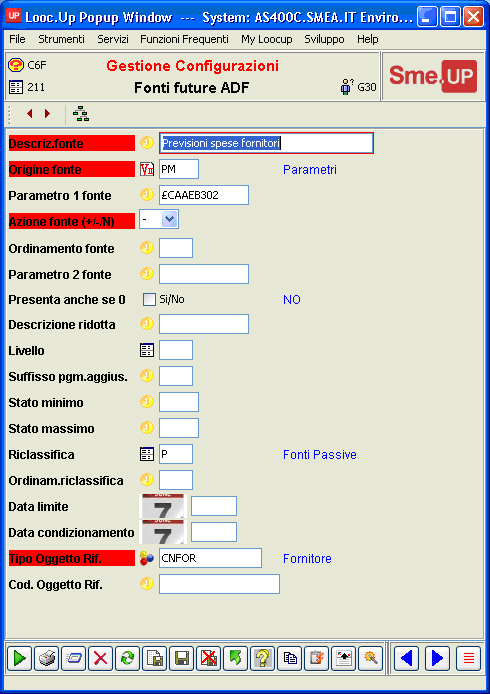 UP Looc.Up Popup Window --- System: AS400C.SMEA.IT Enviro...
File Strumenti Servizi Funzioni Frequenti My Loocup Sviluppo Help
C6F Gestione Configurazioni
211 Fonti future ADF G30
Sme.UP
Descriz.fonte Previsioni spese fornitori
Origine fonte PM Parametri
Parametro 1 fonte £CAAEB302
Azione fonte (+/-/N) -
Ordinamento fonte
Parametro 2 fonte
Presenta anche se 0 Si/No NO
Descrizione ridotta
Livello
Suffisso pgm.aggius.
Stato minimo
Stato massimo
Riclassifica P Fonti Passive
Ordinam.riclassifica
Data limite 7
Data condizionamento 7
Tipo Oggetto Rif. CNFOR Fornitore
Cod. Oggetto Rif.